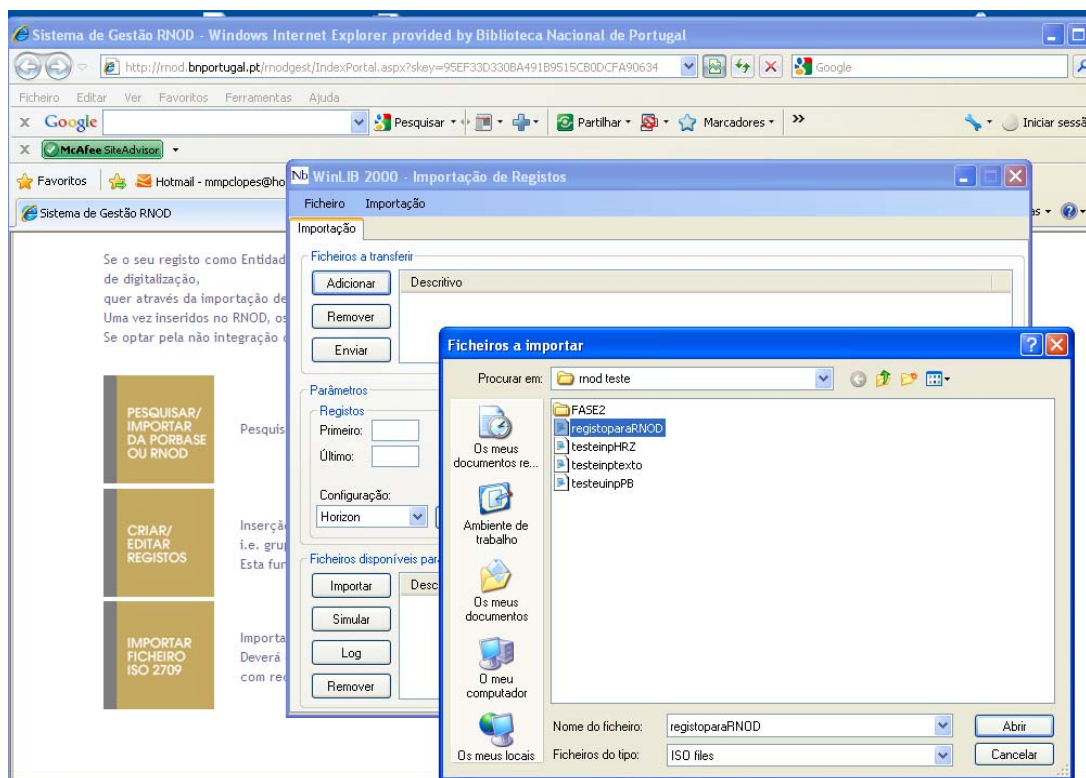 Sistema de Gestão RNOD - Windows Internet Explorer provided by Biblioteca Nacional de Portugal
http://rnod.bnportugal.pt/rnodgest/IndexPortal.aspx?skey=95EF33D330BA491B9515CB0DCFA90634
Google
Ficheiro Editar Ver Favoritos Ferramentas Ajuda
x Google Pesquisar Partilhar Marcadores >> Iniciar sessã
x McAfee SiteAdvisor
Favoritos Hotmail - mmpclopes@ho
Sistema de Gestão RNOD
as
Se o seu registo como Entidad
de digitalização,
quer através da importação de
Uma vez inseridos no RNOD, os
Se optar pela não integração
PESQUISAR/
IMPORTAR
DA PORBASE
OU RNOD
Pesquis
CRIAR/
EDITAR
REGISTOS
Inserçã
i.e. grup
Esta fun
IMPORTAR
FICHEIRO
ISO 2709
Importa
Deverá
com rec
Nb WinLIB 2000 - Importação de Registos
Ficheiro Importação
Importação
Ficheiros a transferir
Adicionar
Descritivo
Remover
Enviar
Parâmetros
Registos
Primeiro:
Último:
Configuração:
Horizon
Ficheiros disponíveis par
Importar
Desc
Simular
Log
Remover
Ficheiros a importar
Procurar em: rnod teste
Os meus
documentos re...
Ambiente de
trabalho
Os meus
documentos
O meu
computador
Os meus locais
FASE2
registoparaRNOD
testeinpHRZ
testeinptexto
testeuinpPB
Nome do ficheiro: registoparaRNOD Abrir
Ficheiros do tipo: ISO files Cancelar